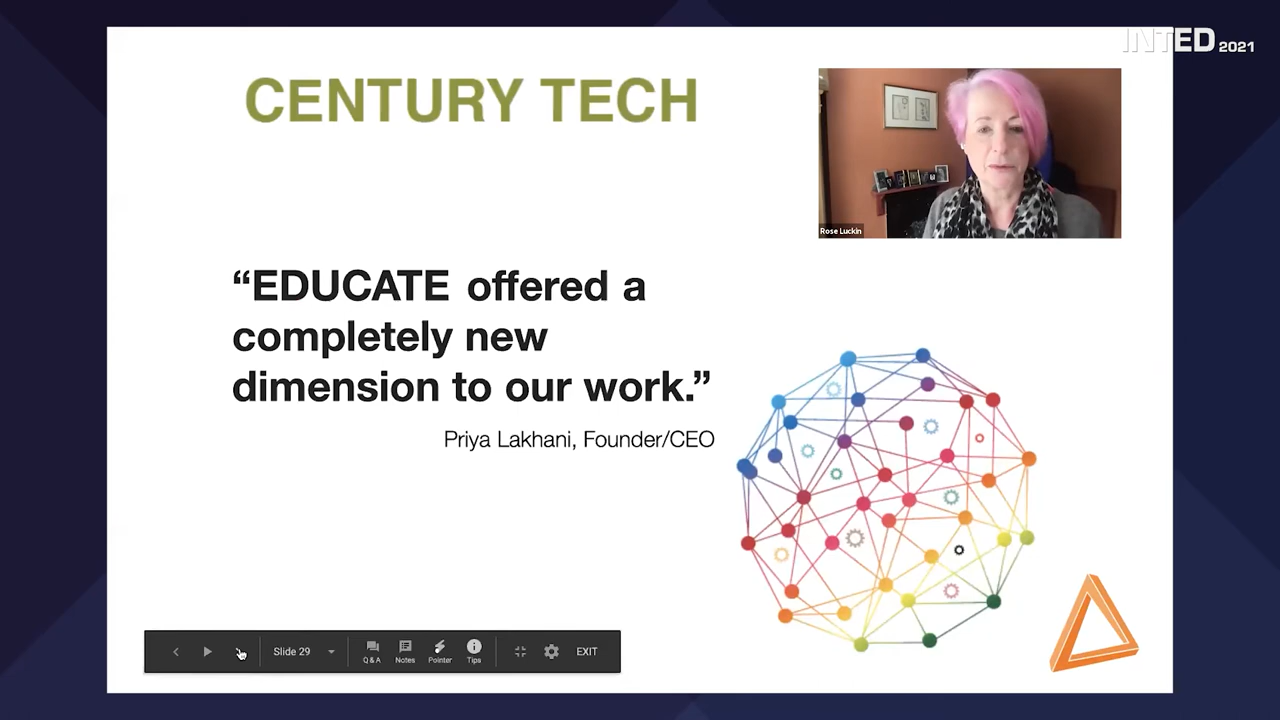 INTED 2021
CENTURY TECH
Rose Luckin
“EDUCATE offered a
completely new
dimension to our work.”
Priya Lakhani, Founder/CEO
Slide 29
Q & A
Notes
Pointer
Tips
EXIT